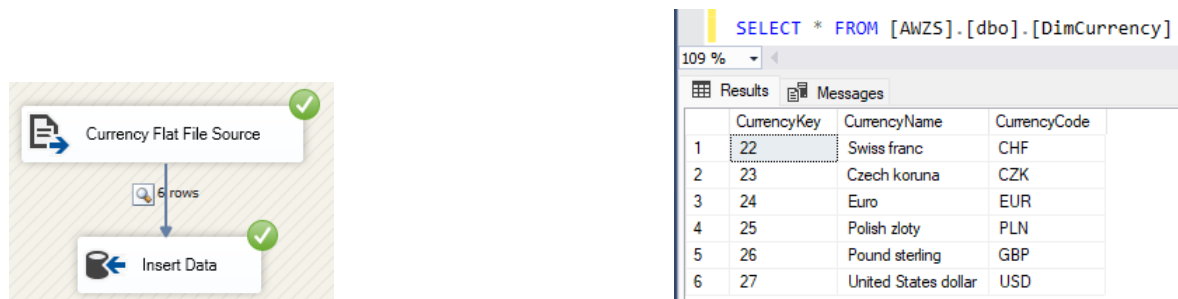 Currency Flat File Source
6 rows
Insert Data
SELECT * FROM [AWZS].[dbo].[DimCurrency]
109 %
Results Messages
CurrencyKey CurrencyName CurrencyCode
1 22 Swiss franc CHF
2 23 Czech koruna CZK
3 24 Euro EUR
4 25 Polish zloty PLN
5 26 Pound sterling GBP
6 27 United States dollar USD